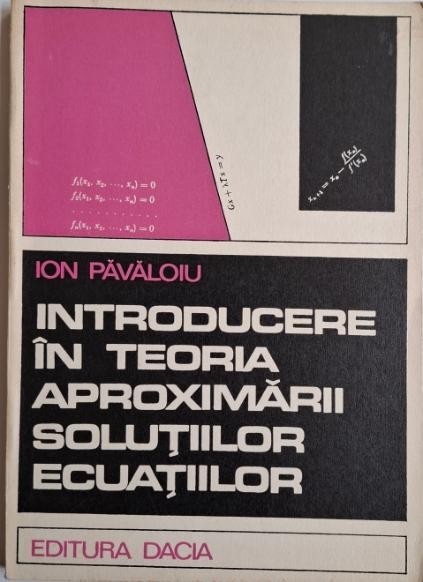 f₁(x₁, x₂, ..., xₙ) = 0
f₂(x₁, x₂, ..., xₙ) = 0
. . . . . . . . . . . .
fₙ(x₁, x₂, ..., xₙ) = 0
Gx + λTx = y
xₙ₊₁ = xₙ - f(xₙ)/f'(xₙ)
ION PĂVĂLOIU
INTRODUCERE
ÎN TEORIA
APROXIMĂRII
SOLUȚIILOR
ECUAȚIILOR
EDITURA DACIA